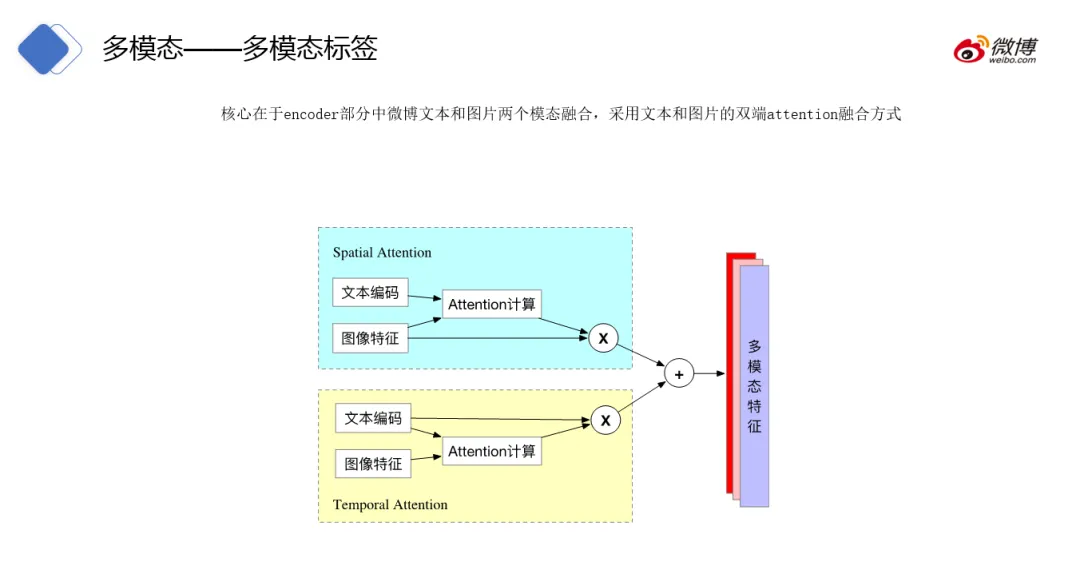 多模态——多模态标签
微博
weibo.com
核心在于encoder部分中微博文本和图片两个模态融合，采用文本和图片的双端attention融合方式
Spatial Attention
文本编码
Attention计算
图像特征
X
多模态特征
+
文本编码
X
Attention计算
图像特征
Temporal Attention